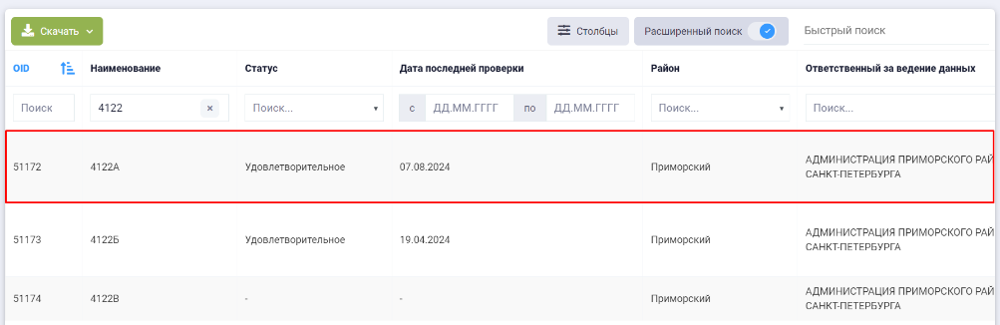 Скачать
Столбцы
Расширенный поиск
Быстрый поиск
OID Наименование Статус Дата последней проверки Район Ответственный за ведение данных
Поиск 4122 × Поиск... с ДД.ММ.ГГГГ по ДД.ММ.ГГГГ Поиск... Поиск...
51172 4122А Удовлетворительное 07.08.2024 Приморский АДМИНИСТРАЦИЯ ПРИМОРСКОГО РАЙ
САНКТ-ПЕТЕРБУРГА
51173 4122Б Удовлетворительное 19.04.2024 Приморский АДМИНИСТРАЦИЯ ПРИМОРСКОГО РАЙ
САНКТ-ПЕТЕРБУРГА
51174 4122В - - Приморский АДМИНИСТРАЦИЯ ПРИМОРСКОГО РАЙ
САНКТ-ПЕТЕРБУРГА